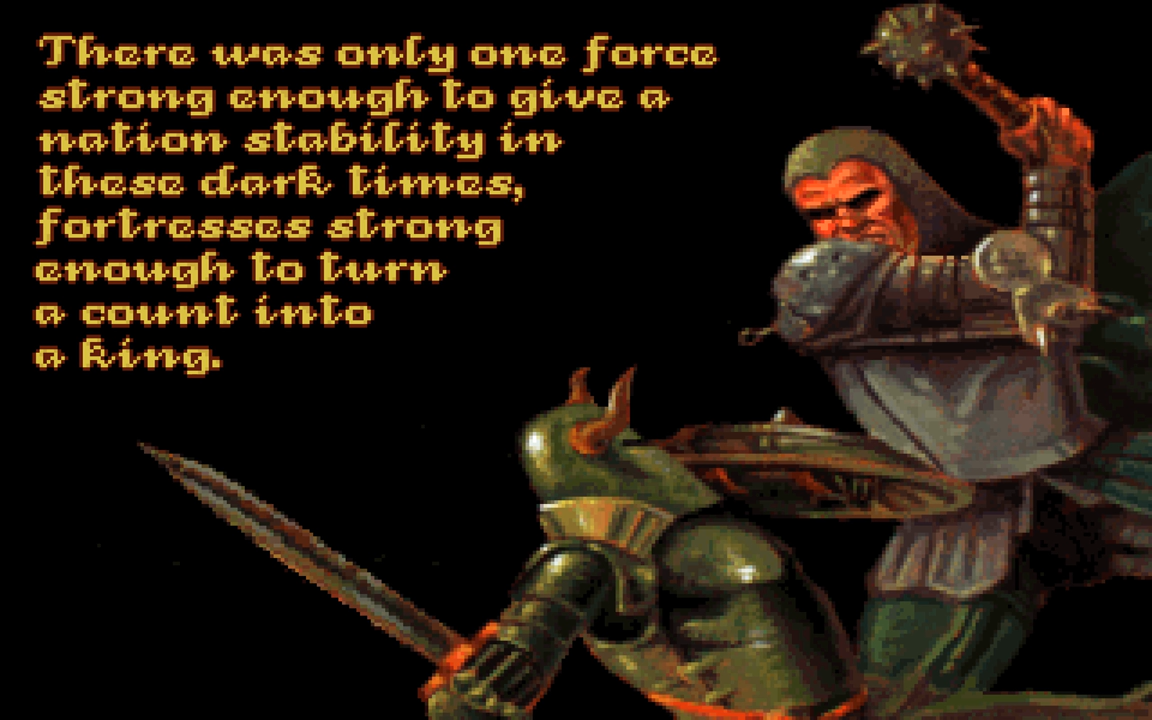 There was only one force
strong enough to give a
nation stability in
these dark times,
fortresses strong
enough to turn
a count into
a king.